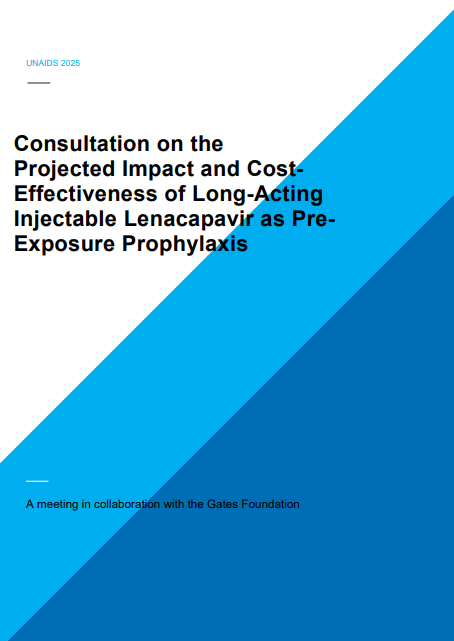 UNAIDS 2025
Consultation on the
Projected Impact and Cost-
Effectiveness of Long-Acting
Injectable Lenacapavir as Pre-
Exposure Prophylaxis
A meeting in collaboration with the Gates Foundation